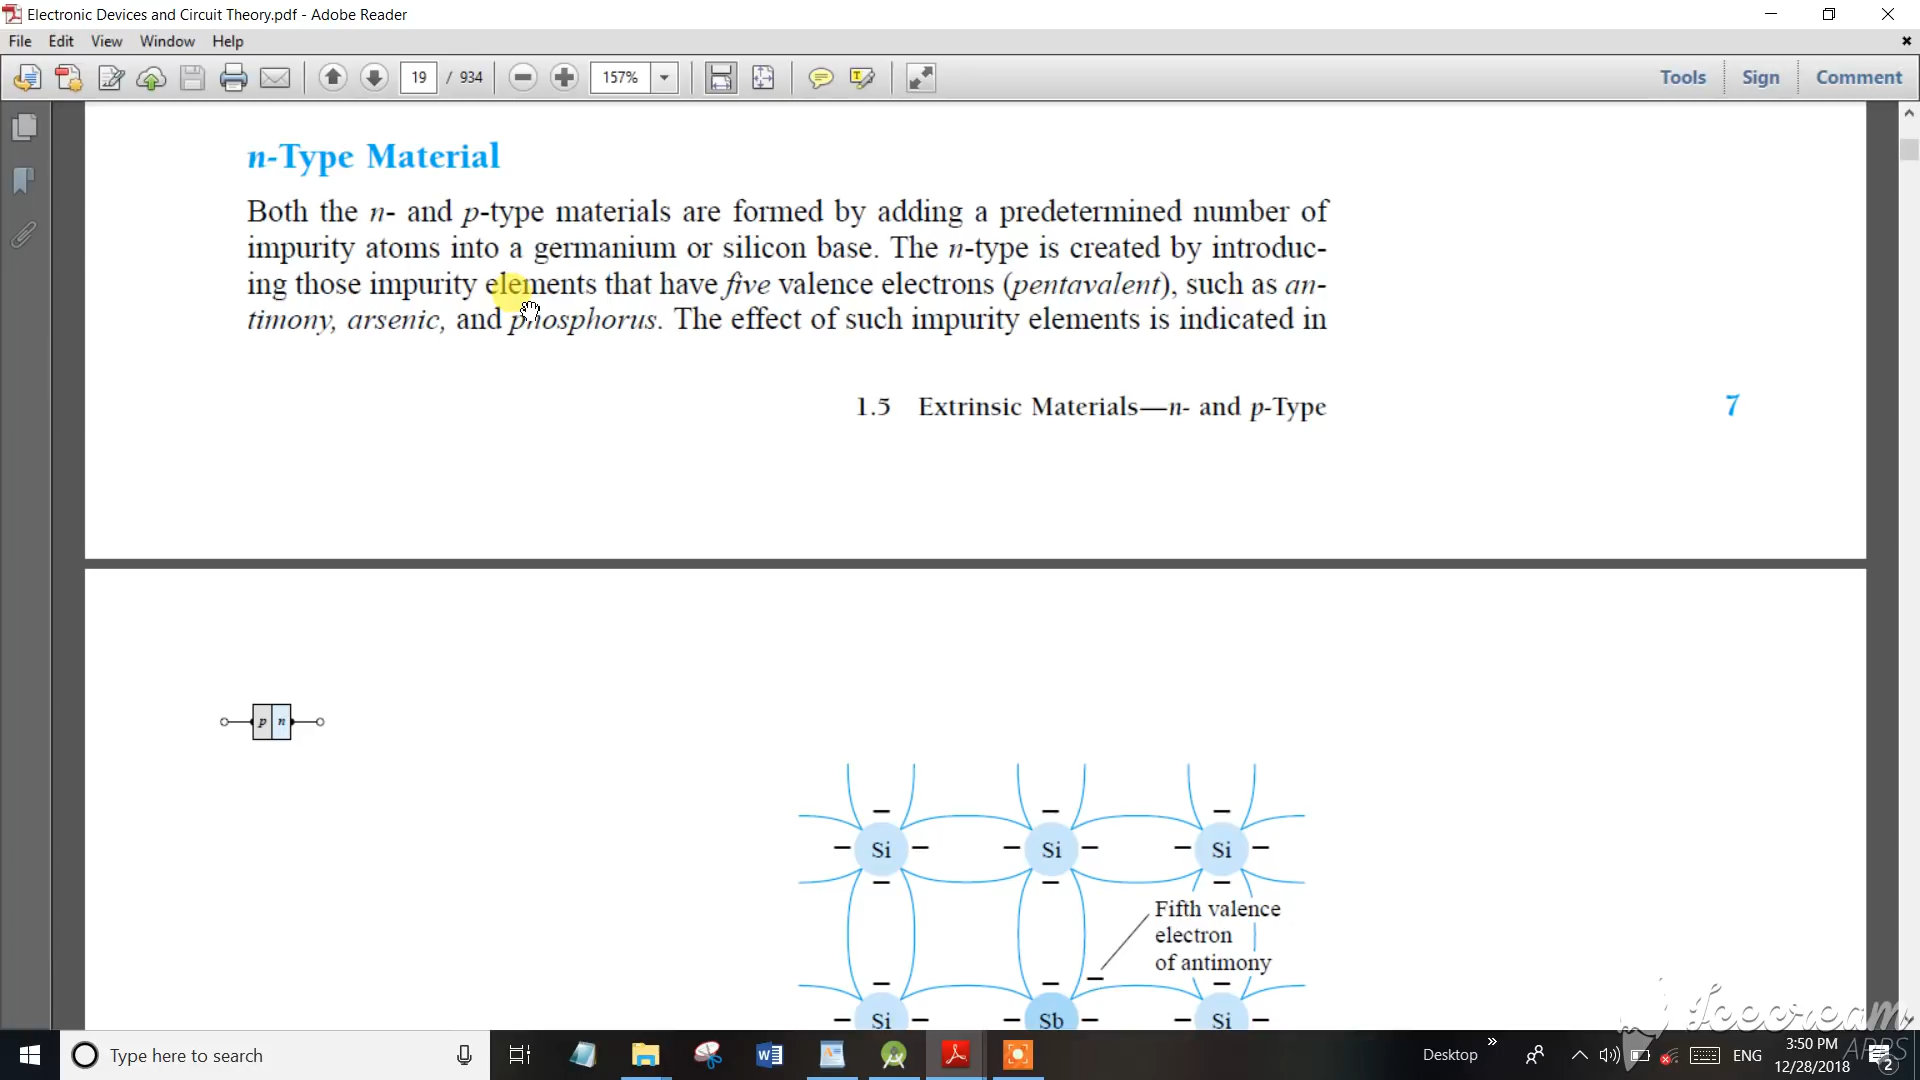 Electronic Devices and Circuit Theory.pdf - Adobe Reader
File Edit View Window Help
19 / 934 157% Tools Sign Comment
n-Type Material
Both the n- and p-type materials are formed by adding a predetermined number of
impurity atoms into a germanium or silicon base. The n-type is created by introduc-
ing those impurity elements that have five valence electrons (pentavalent), such as an-
timony, arsenic, and phosphorus. The effect of such impurity elements is indicated in
1.5 Extrinsic Materials—n- and p-Type 7
p n
Si Si Si
Fifth valence
electron
of antimony
Si Sb Si
Icecream
APPS
Type here to search
Desktop
ENG
3:50 PM
12/28/2018
2